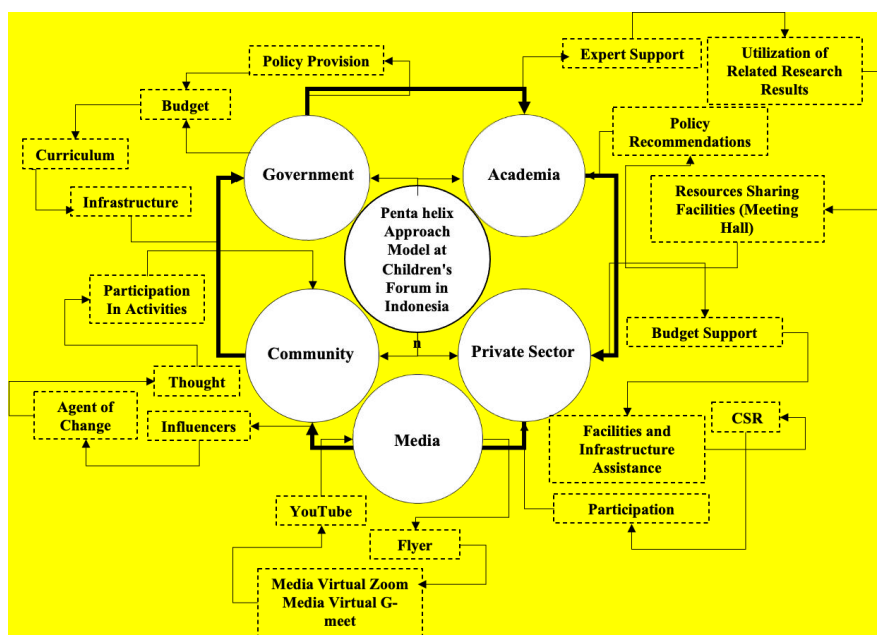 Policy Provision
Expert Support
Utilization of
Related Research
Results
Budget
Policy
Recommendations
Curriculum
Government
Academia
Infrastructure
Resources Sharing
Facilities (Meeting
Hall)
Penta helix
Approach
Model at
Children's
Forum in
Indonesia
Participation
In Activities
Budget Support
n
Community
Private Sector
Thought
Agent of
Change
Influencers
Media
Facilities and
Infrastructure
Assistance
CSR
YouTube
Participation
Flyer
Media Virtual Zoom
Media Virtual G-
meet